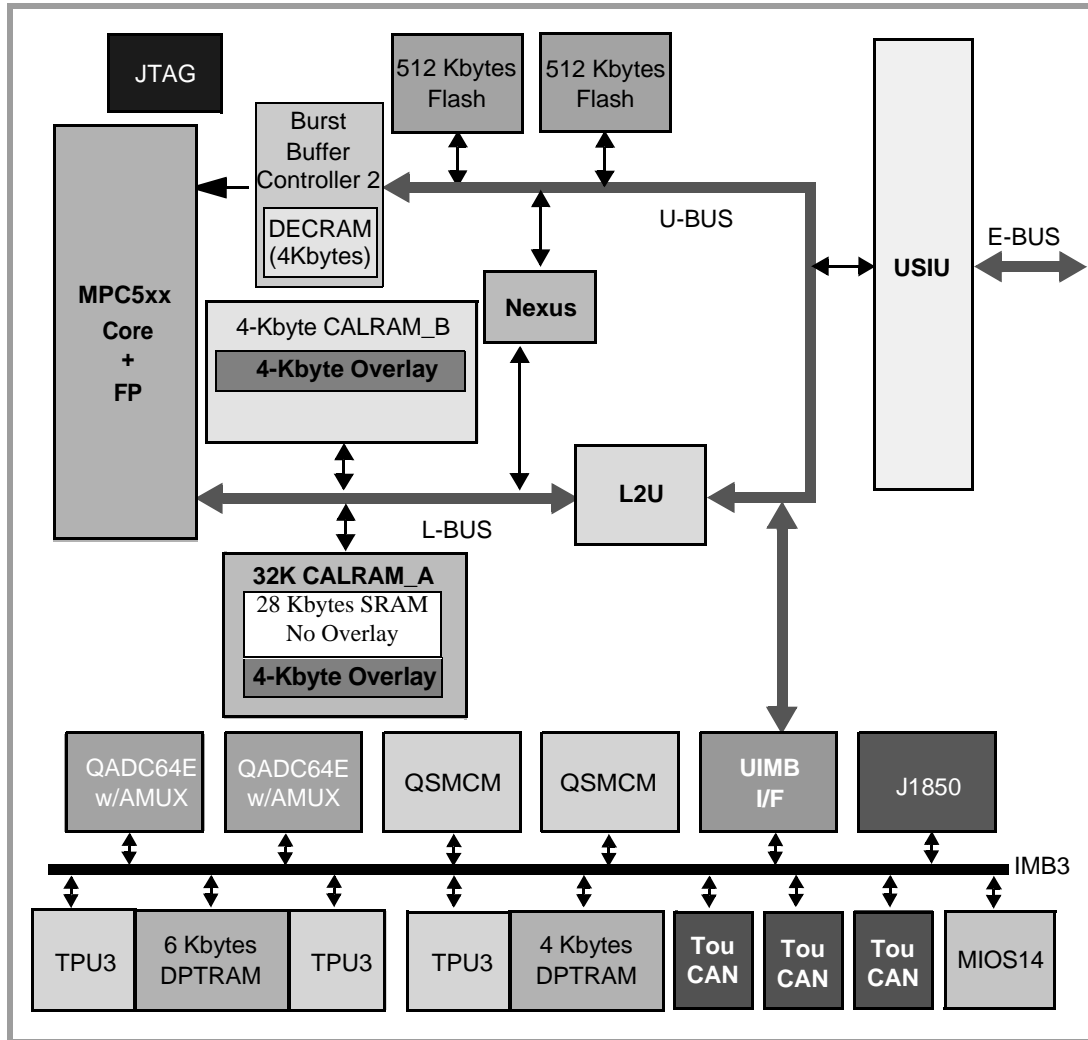 JTAG
512 Kbytes
Flash
512 Kbytes
Flash
Burst
Buffer
Controller 2
DECRAM
(4Kbytes)
U-BUS
E-BUS
USIU
MPC5xx
Core
+
FP
Nexus
4-Kbyte CALRAM_B
4-Kbyte Overlay
L2U
L-BUS
32K CALRAM_A
28 Kbytes SRAM
No Overlay
4-Kbyte Overlay
QADC64E
w/AMUX
QADC64E
w/AMUX
QSMCM
QSMCM
UIMB
I/F
J1850
IMB3
TPU3
6 Kbytes
DPTRAM
TPU3
TPU3
4 Kbytes
DPTRAM
Tou
CAN
Tou
CAN
Tou
CAN
MIOS14